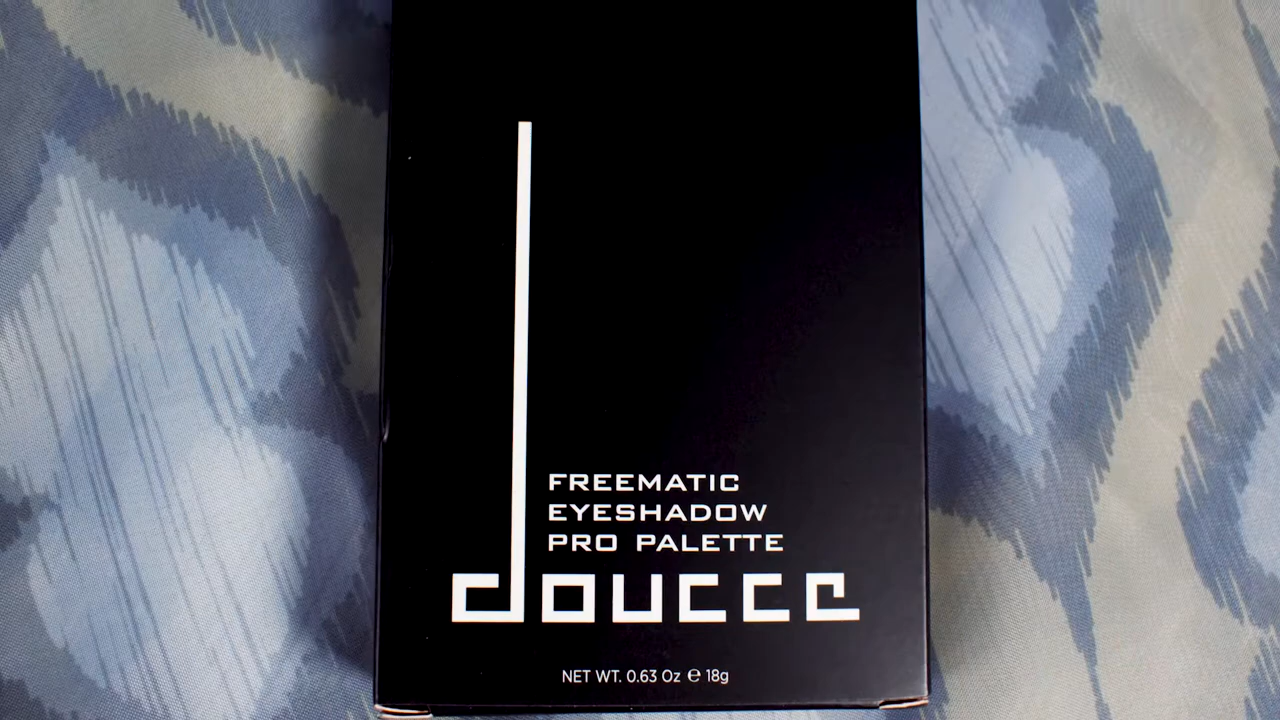 FREEMATIC
EYESHADOW
PRO PALETTE
doucce
NET WT. 0.63 Oz ℮ 18g